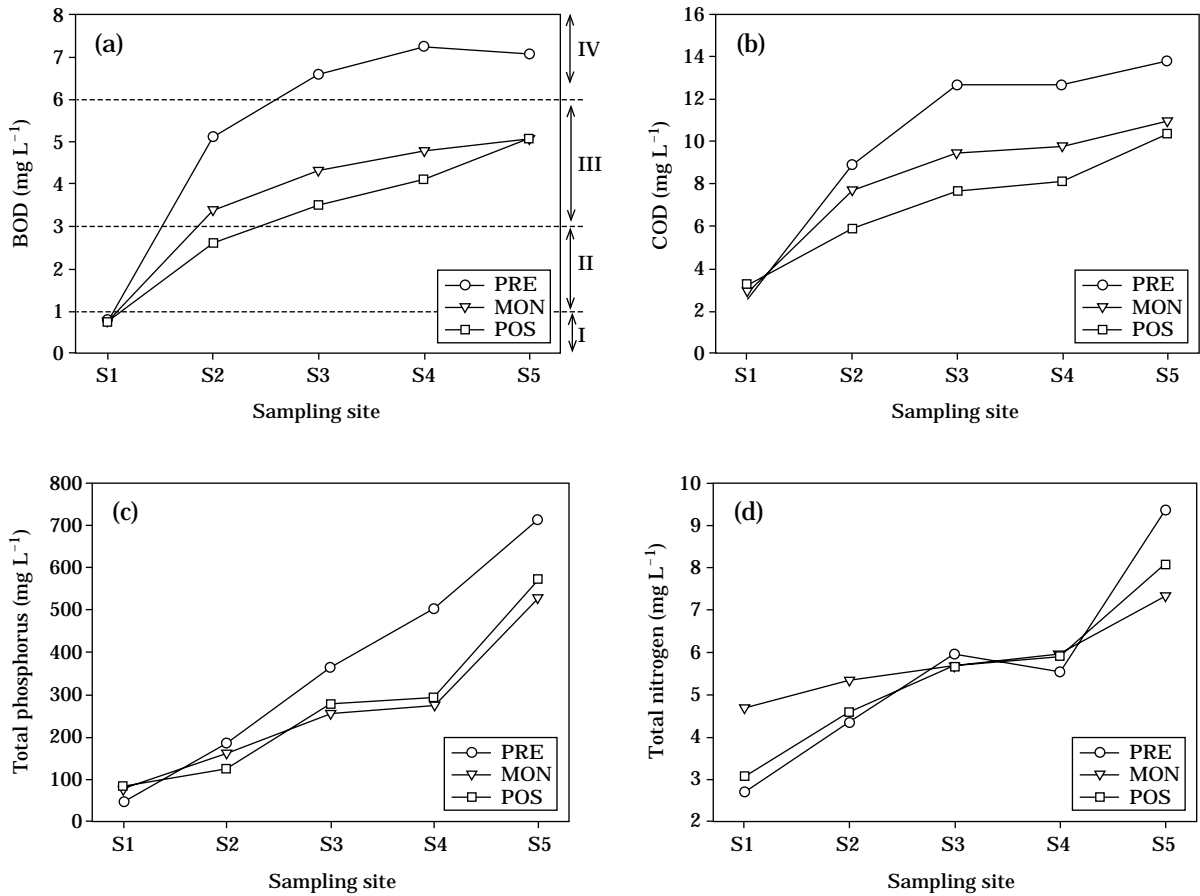 (a)
BOD (mg L⁻¹)
8
7
6
5
4
3
2
1
0
IV
III
II
I
PRE
MON
POS
S1 S2 S3 S4 S5
Sampling site
(b)
COD (mg L⁻¹)
16
14
12
10
8
6
4
2
0
PRE
MON
POS
S1 S2 S3 S4 S5
Sampling site
(c)
Total phosphorus (mg L⁻¹)
800
700
600
500
400
300
200
100
0
PRE
MON
POS
S1 S2 S3 S4 S5
Sampling site
(d)
Total nitrogen (mg L⁻¹)
10
9
8
7
6
5
4
3
2
PRE
MON
POS
S1 S2 S3 S4 S5
Sampling site